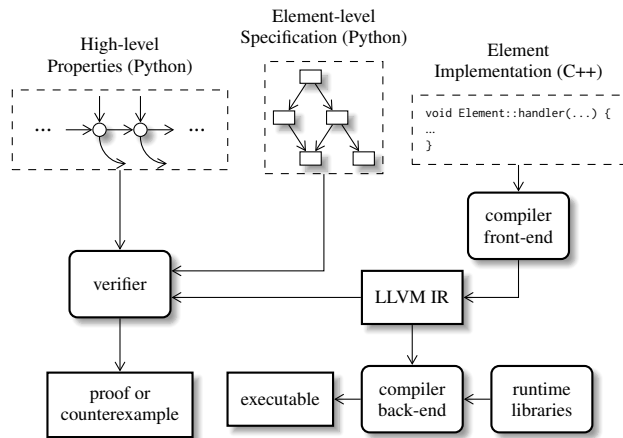 High-level
Properties (Python)
Element-level
Specification (Python)
Element
Implementation (C++)
... ...
void Element::handler(...) {
...
}
compiler
front-end
verifier
LLVM IR
proof or
counterexample
executable
compiler
back-end
runtime
libraries